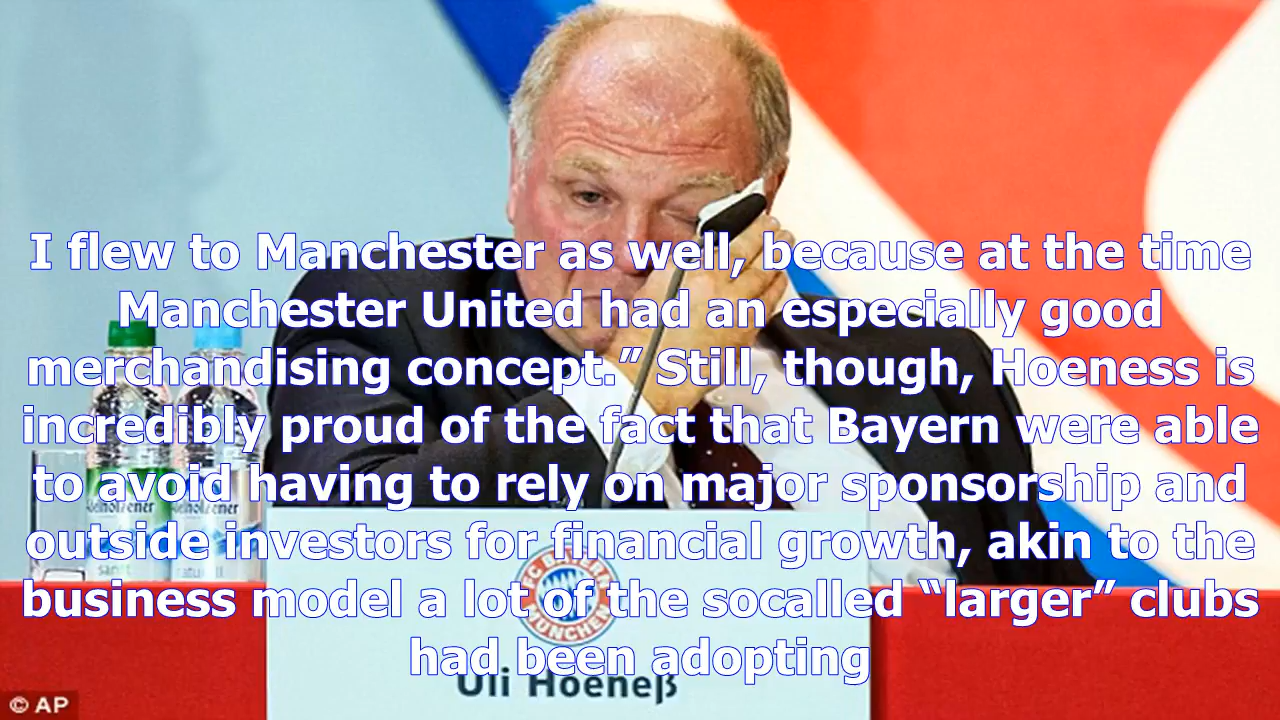 I flew to Manchester as well, because at the time
Manchester United had an especially good
merchandising concept.” Still, though, Hoeness is
incredibly proud of the fact that Bayern were able
to avoid having to rely on major sponsorship and
outside investors for financial growth, akin to the
business model a lot of the socalled “larger” clubs
had been adopting
FC BAYERN
MÜNCHEN
Uli Hoeneß
© AP